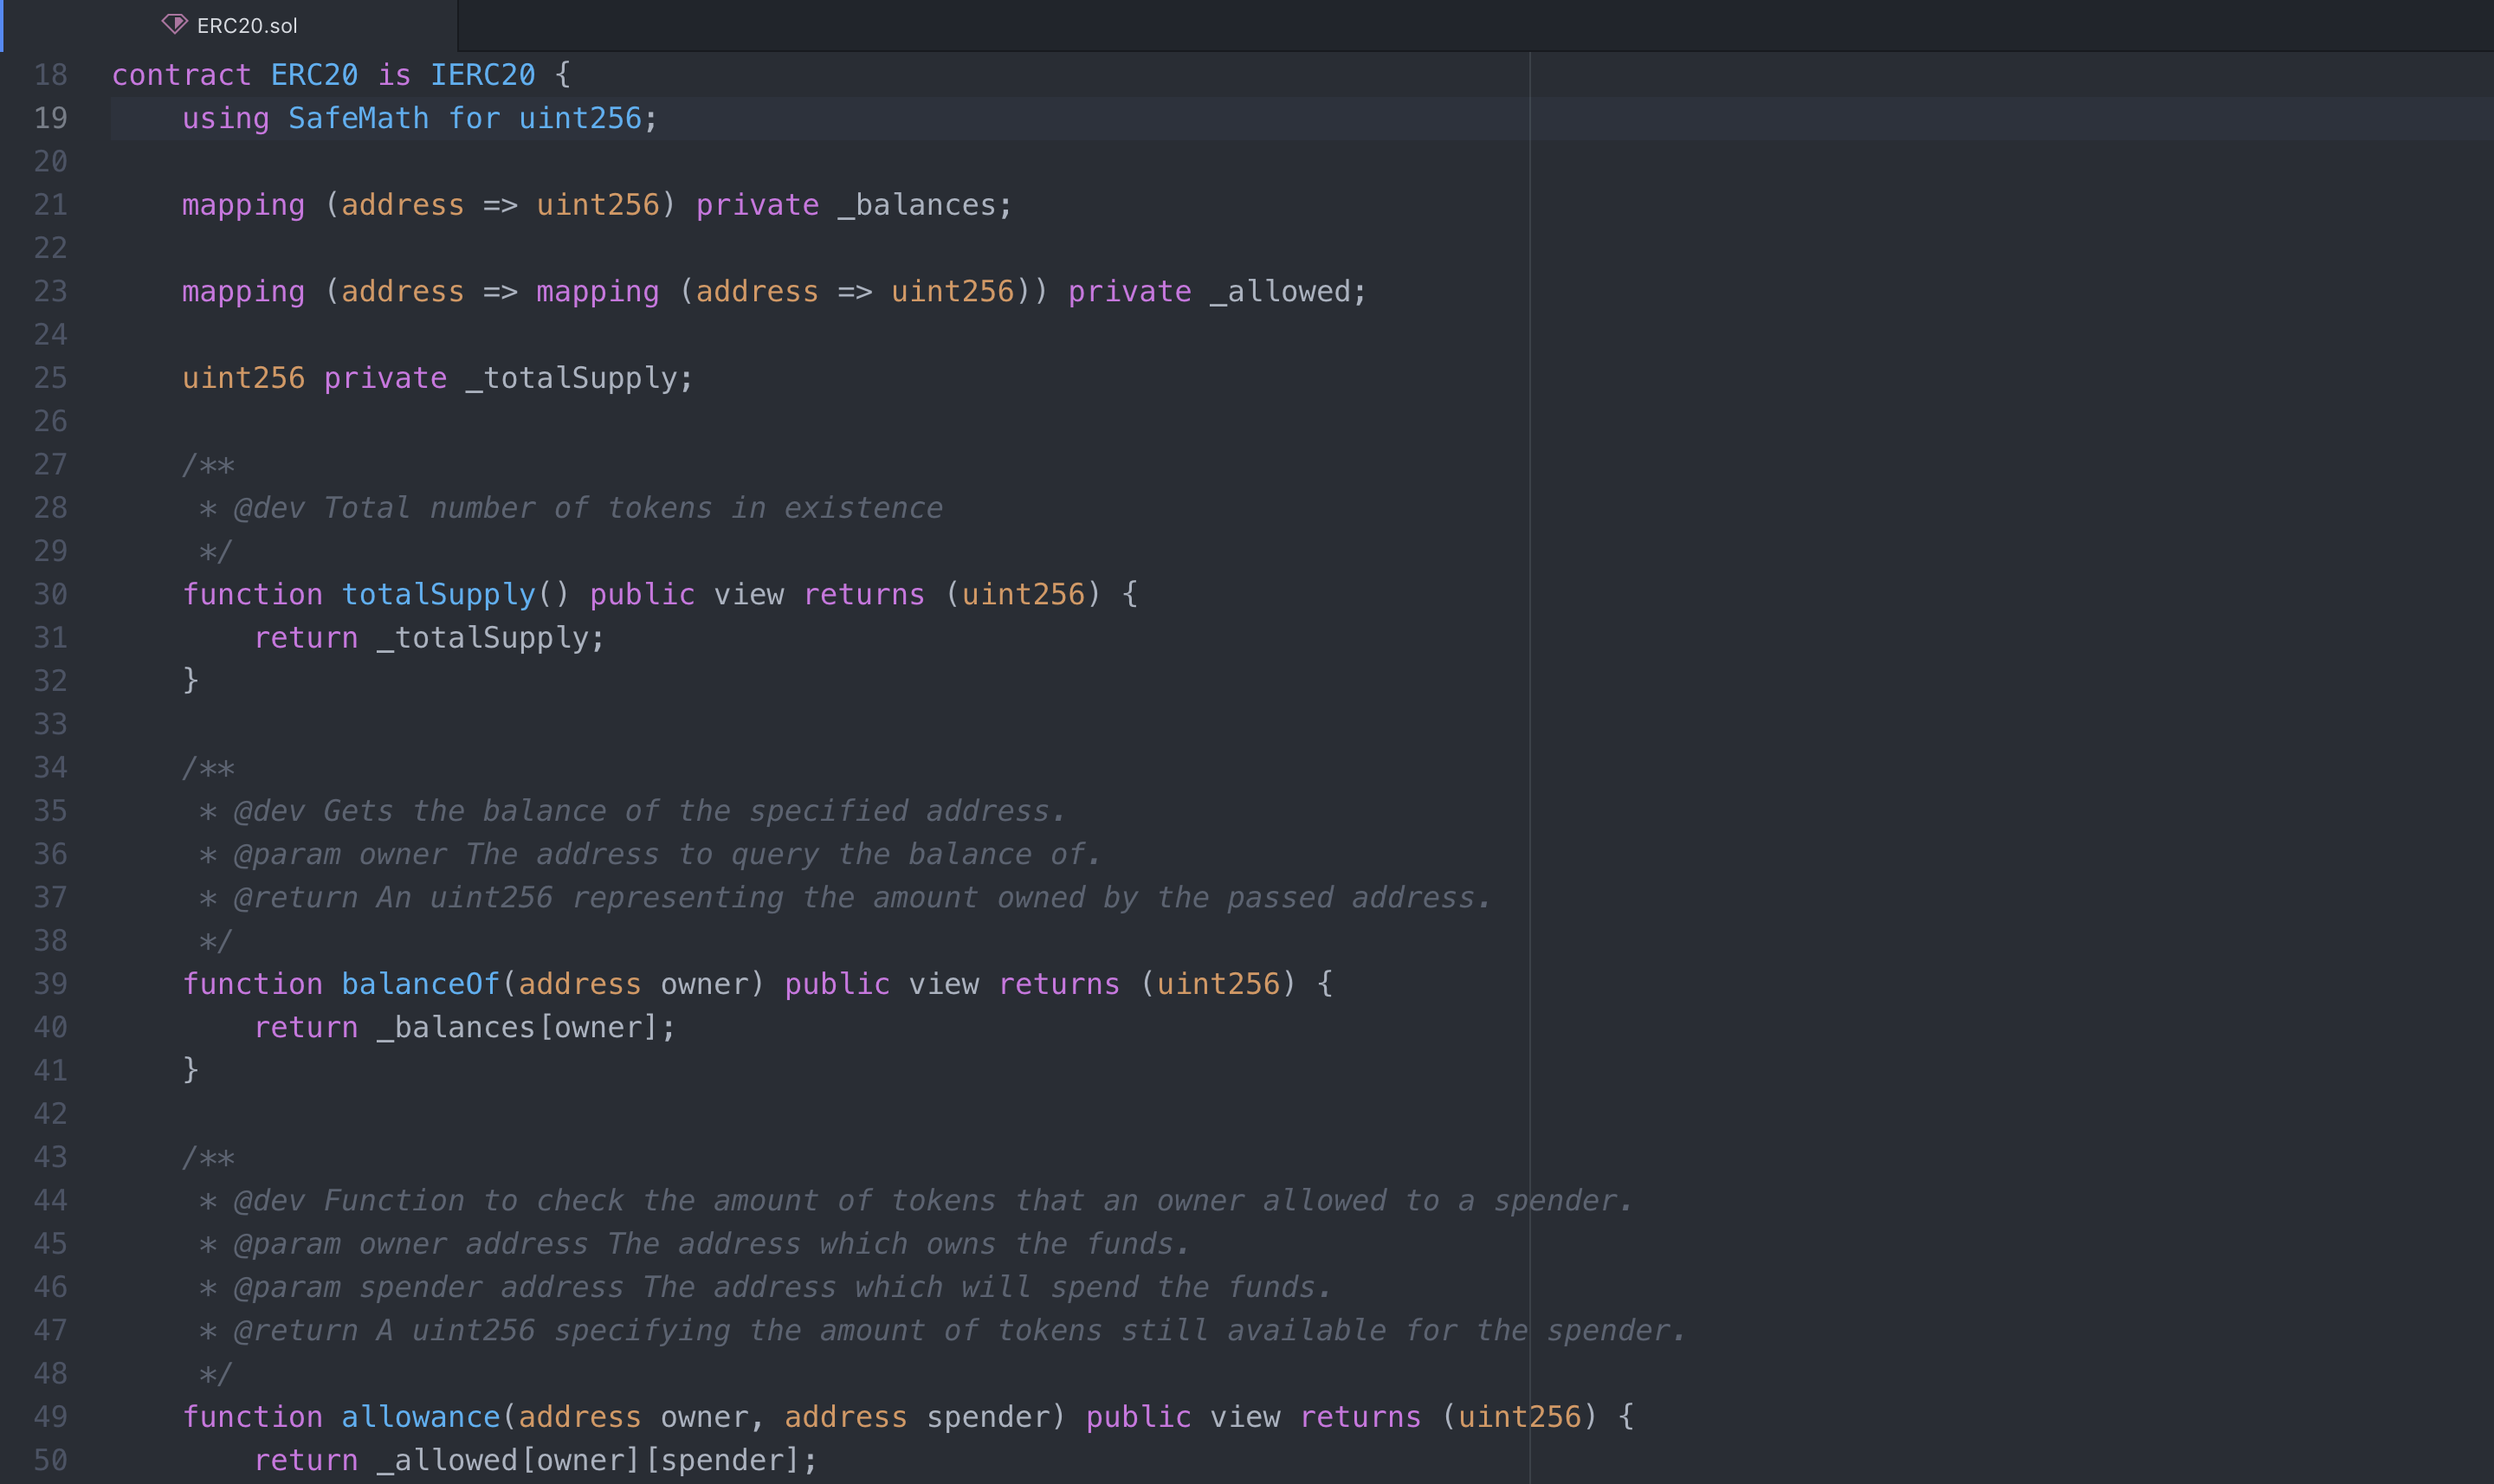 ERC20.sol
18 contract ERC20 is IERC20 {
19     using SafeMath for uint256;
20
21     mapping (address => uint256) private _balances;
22
23     mapping (address => mapping (address => uint256)) private _allowed;
24
25     uint256 private _totalSupply;
26
27     /**
28      * @dev Total number of tokens in existence
29      */
30     function totalSupply() public view returns (uint256) {
31         return _totalSupply;
32     }
33
34     /**
35      * @dev Gets the balance of the specified address.
36      * @param owner The address to query the balance of.
37      * @return An uint256 representing the amount owned by the passed address.
38      */
39     function balanceOf(address owner) public view returns (uint256) {
40         return _balances[owner];
41     }
42
43     /**
44      * @dev Function to check the amount of tokens that an owner allowed to a spender.
45      * @param owner address The address which owns the funds.
46      * @param spender address The address which will spend the funds.
47      * @return A uint256 specifying the amount of tokens still available for the spender.
48      */
49     function allowance(address owner, address spender) public view returns (uint256) {
50         return _allowed[owner][spender];